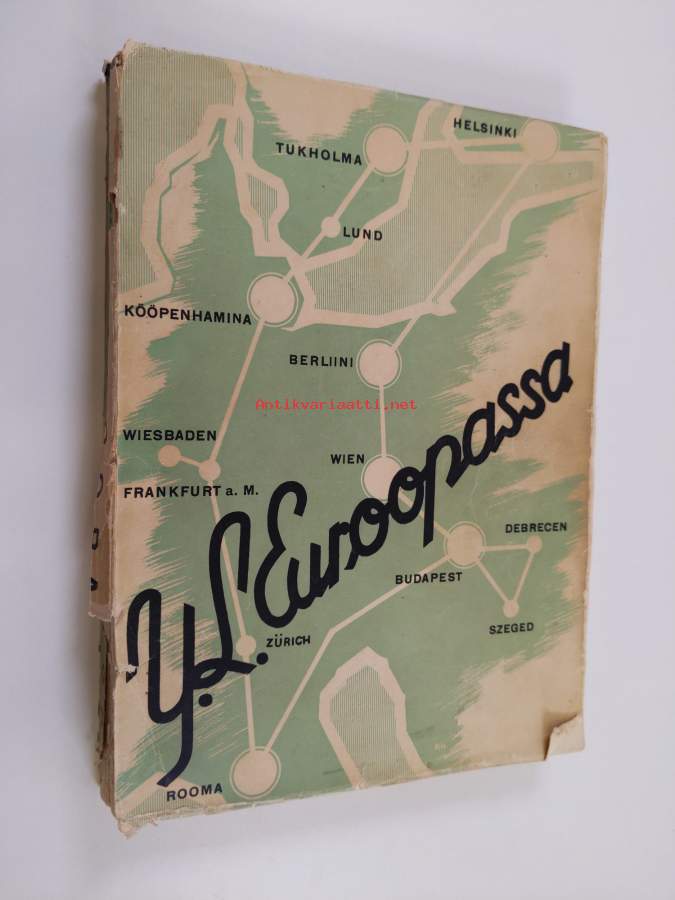 HELSINKI
TUKHOLMA
LUND
KÖÖPENHAMINA
BERLIINI
Antikvariaatti.net
WIESBADEN
WIEN
FRANKFURT a. M.
Y.L. Euroopassa
DEBRECEN
BUDAPEST
SZEGED
ZÜRICH
ROOMA